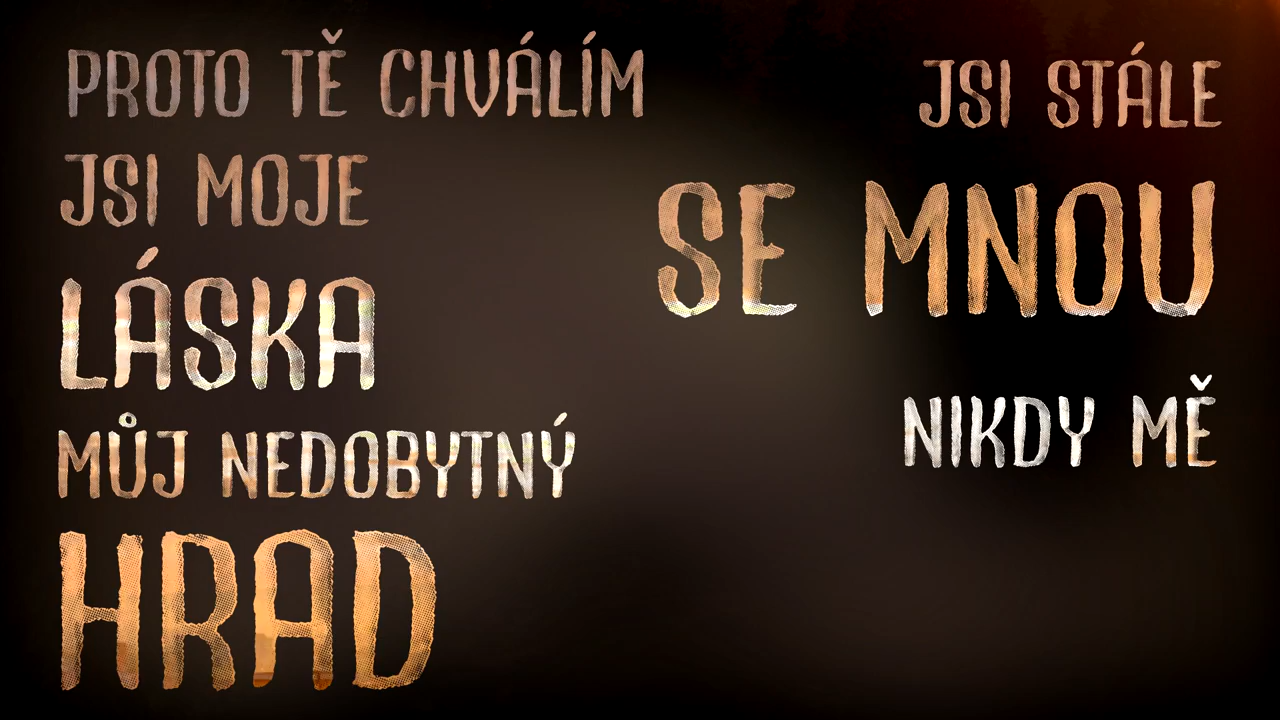 PROTO TĚ CHVÁLÍM
JSI MOJE
LÁSKA
MŮJ NEDOBYTNÝ
HRAD
JSI STÁLE
SE MNOU
NIKDY MĚ